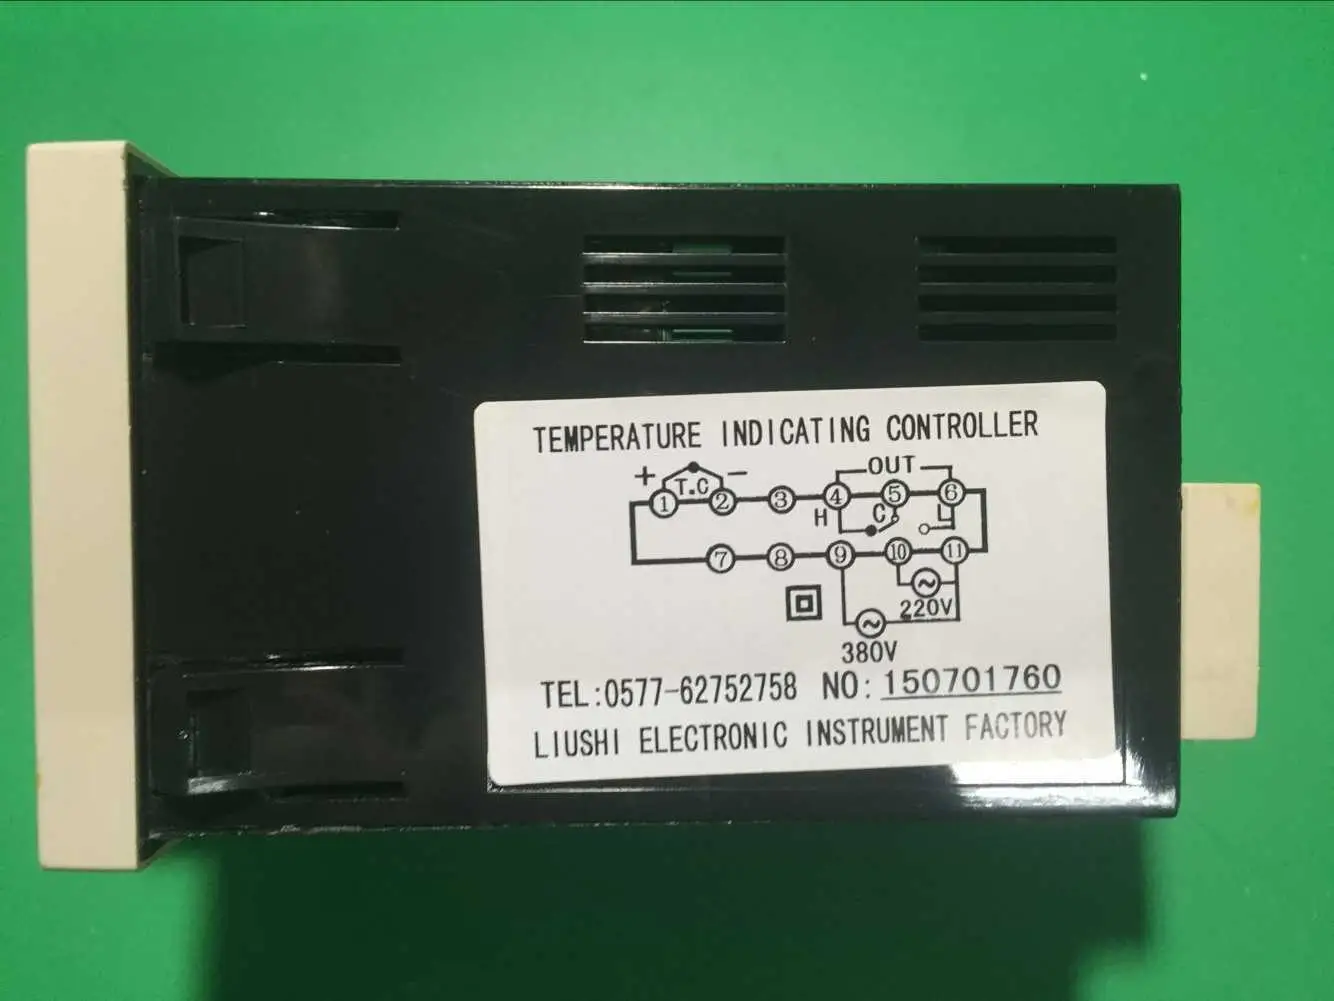 TEMPERATURE INDICATING CONTROLLER
+ T.C - OUT
① ② ③ ④ ⑤ ⑥
H C L
⑦ ⑧ ⑨ ⑩ ⑪
220V
380V
TEL:0577-62752758 NO: 150701760
LIUSHI ELECTRONIC INSTRUMENT FACTORY